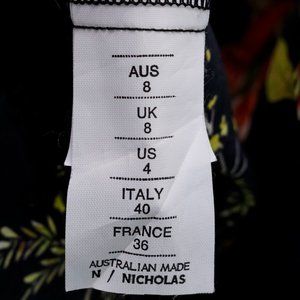 AUS
8
UK
8
US
4
ITALY
40
FRANCE
36
AUSTRALIAN MADE
N / NICHOLAS